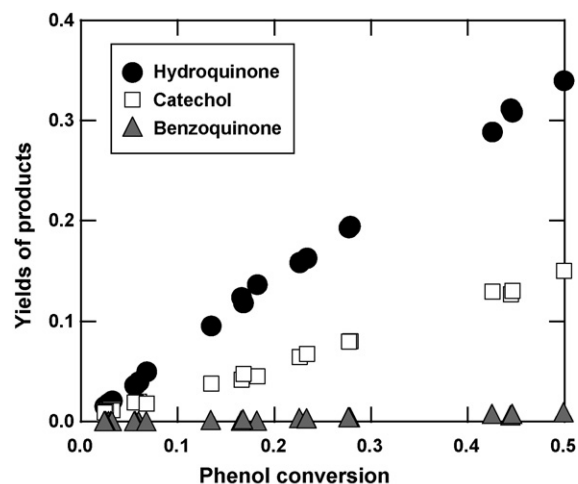 0.4
Hydroquinone
Catechol
Benzoquinone
0.3
0.2
0.1
0.0
Yields of products
0.0 0.1 0.2 0.3 0.4 0.5
Phenol conversion